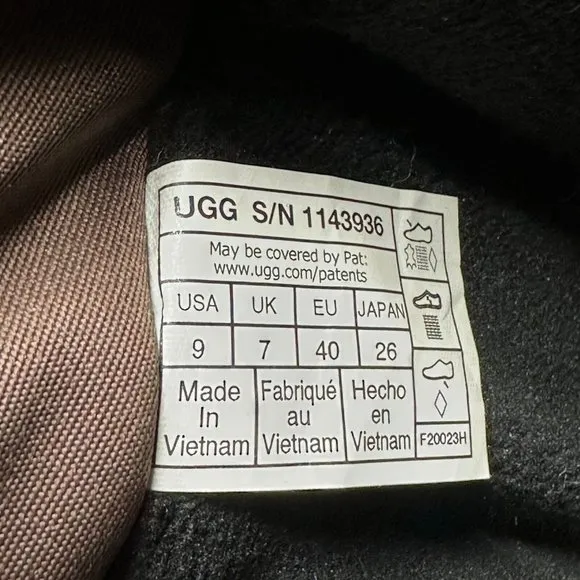 UGG S/N 1143936
May be covered by Pat:
www.ugg.com/patents
USA UK EU JAPAN
9 7 40 26
Made In Vietnam
Fabriqué au Vietnam
Hecho en Vietnam
F20023H